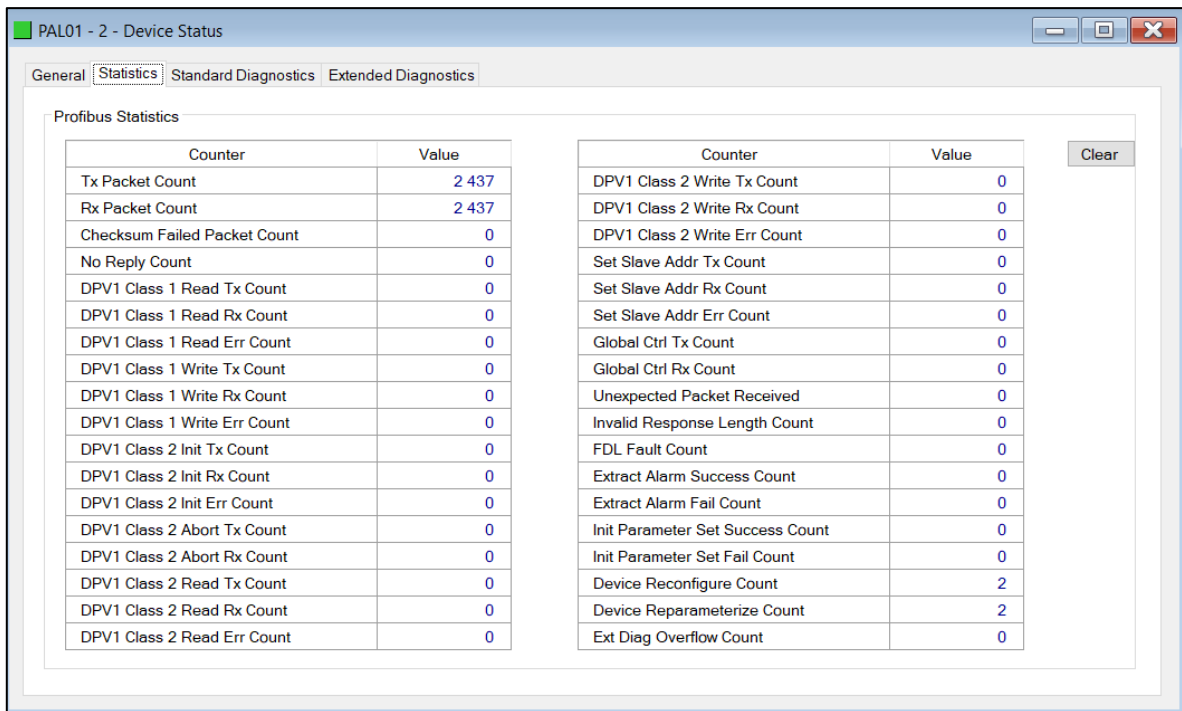 PAL01 - 2 - Device Status
General Statistics Standard Diagnostics Extended Diagnostics
Profibus Statistics
Counter Value
Tx Packet Count 2 437
Rx Packet Count 2 437
Checksum Failed Packet Count 0
No Reply Count 0
DPV1 Class 1 Read Tx Count 0
DPV1 Class 1 Read Rx Count 0
DPV1 Class 1 Read Err Count 0
DPV1 Class 1 Write Tx Count 0
DPV1 Class 1 Write Rx Count 0
DPV1 Class 1 Write Err Count 0
DPV1 Class 2 Init Tx Count 0
DPV1 Class 2 Init Rx Count 0
DPV1 Class 2 Init Err Count 0
DPV1 Class 2 Abort Tx Count 0
DPV1 Class 2 Abort Rx Count 0
DPV1 Class 2 Read Tx Count 0
DPV1 Class 2 Read Rx Count 0
DPV1 Class 2 Read Err Count 0
Counter Value
DPV1 Class 2 Write Tx Count 0
DPV1 Class 2 Write Rx Count 0
DPV1 Class 2 Write Err Count 0
Set Slave Addr Tx Count 0
Set Slave Addr Rx Count 0
Set Slave Addr Err Count 0
Global Ctrl Tx Count 0
Global Ctrl Rx Count 0
Unexpected Packet Received 0
Invalid Response Length Count 0
FDL Fault Count 0
Extract Alarm Success Count 0
Extract Alarm Fail Count 0
Init Parameter Set Success Count 0
Init Parameter Set Fail Count 0
Device Reconfigure Count 2
Device Reparameterize Count 2
Ext Diag Overflow Count 0
Clear